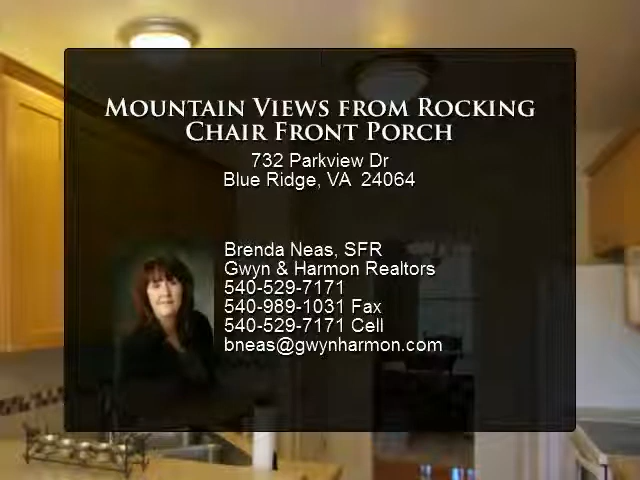 Mountain Views from Rocking
Chair Front Porch
732 Parkview Dr
Blue Ridge, VA 24064
Brenda Neas, SFR
Gwyn & Harmon Realtors
540-529-7171
540-989-1031 Fax
540-529-7171 Cell
bneas@gwynharmon.com